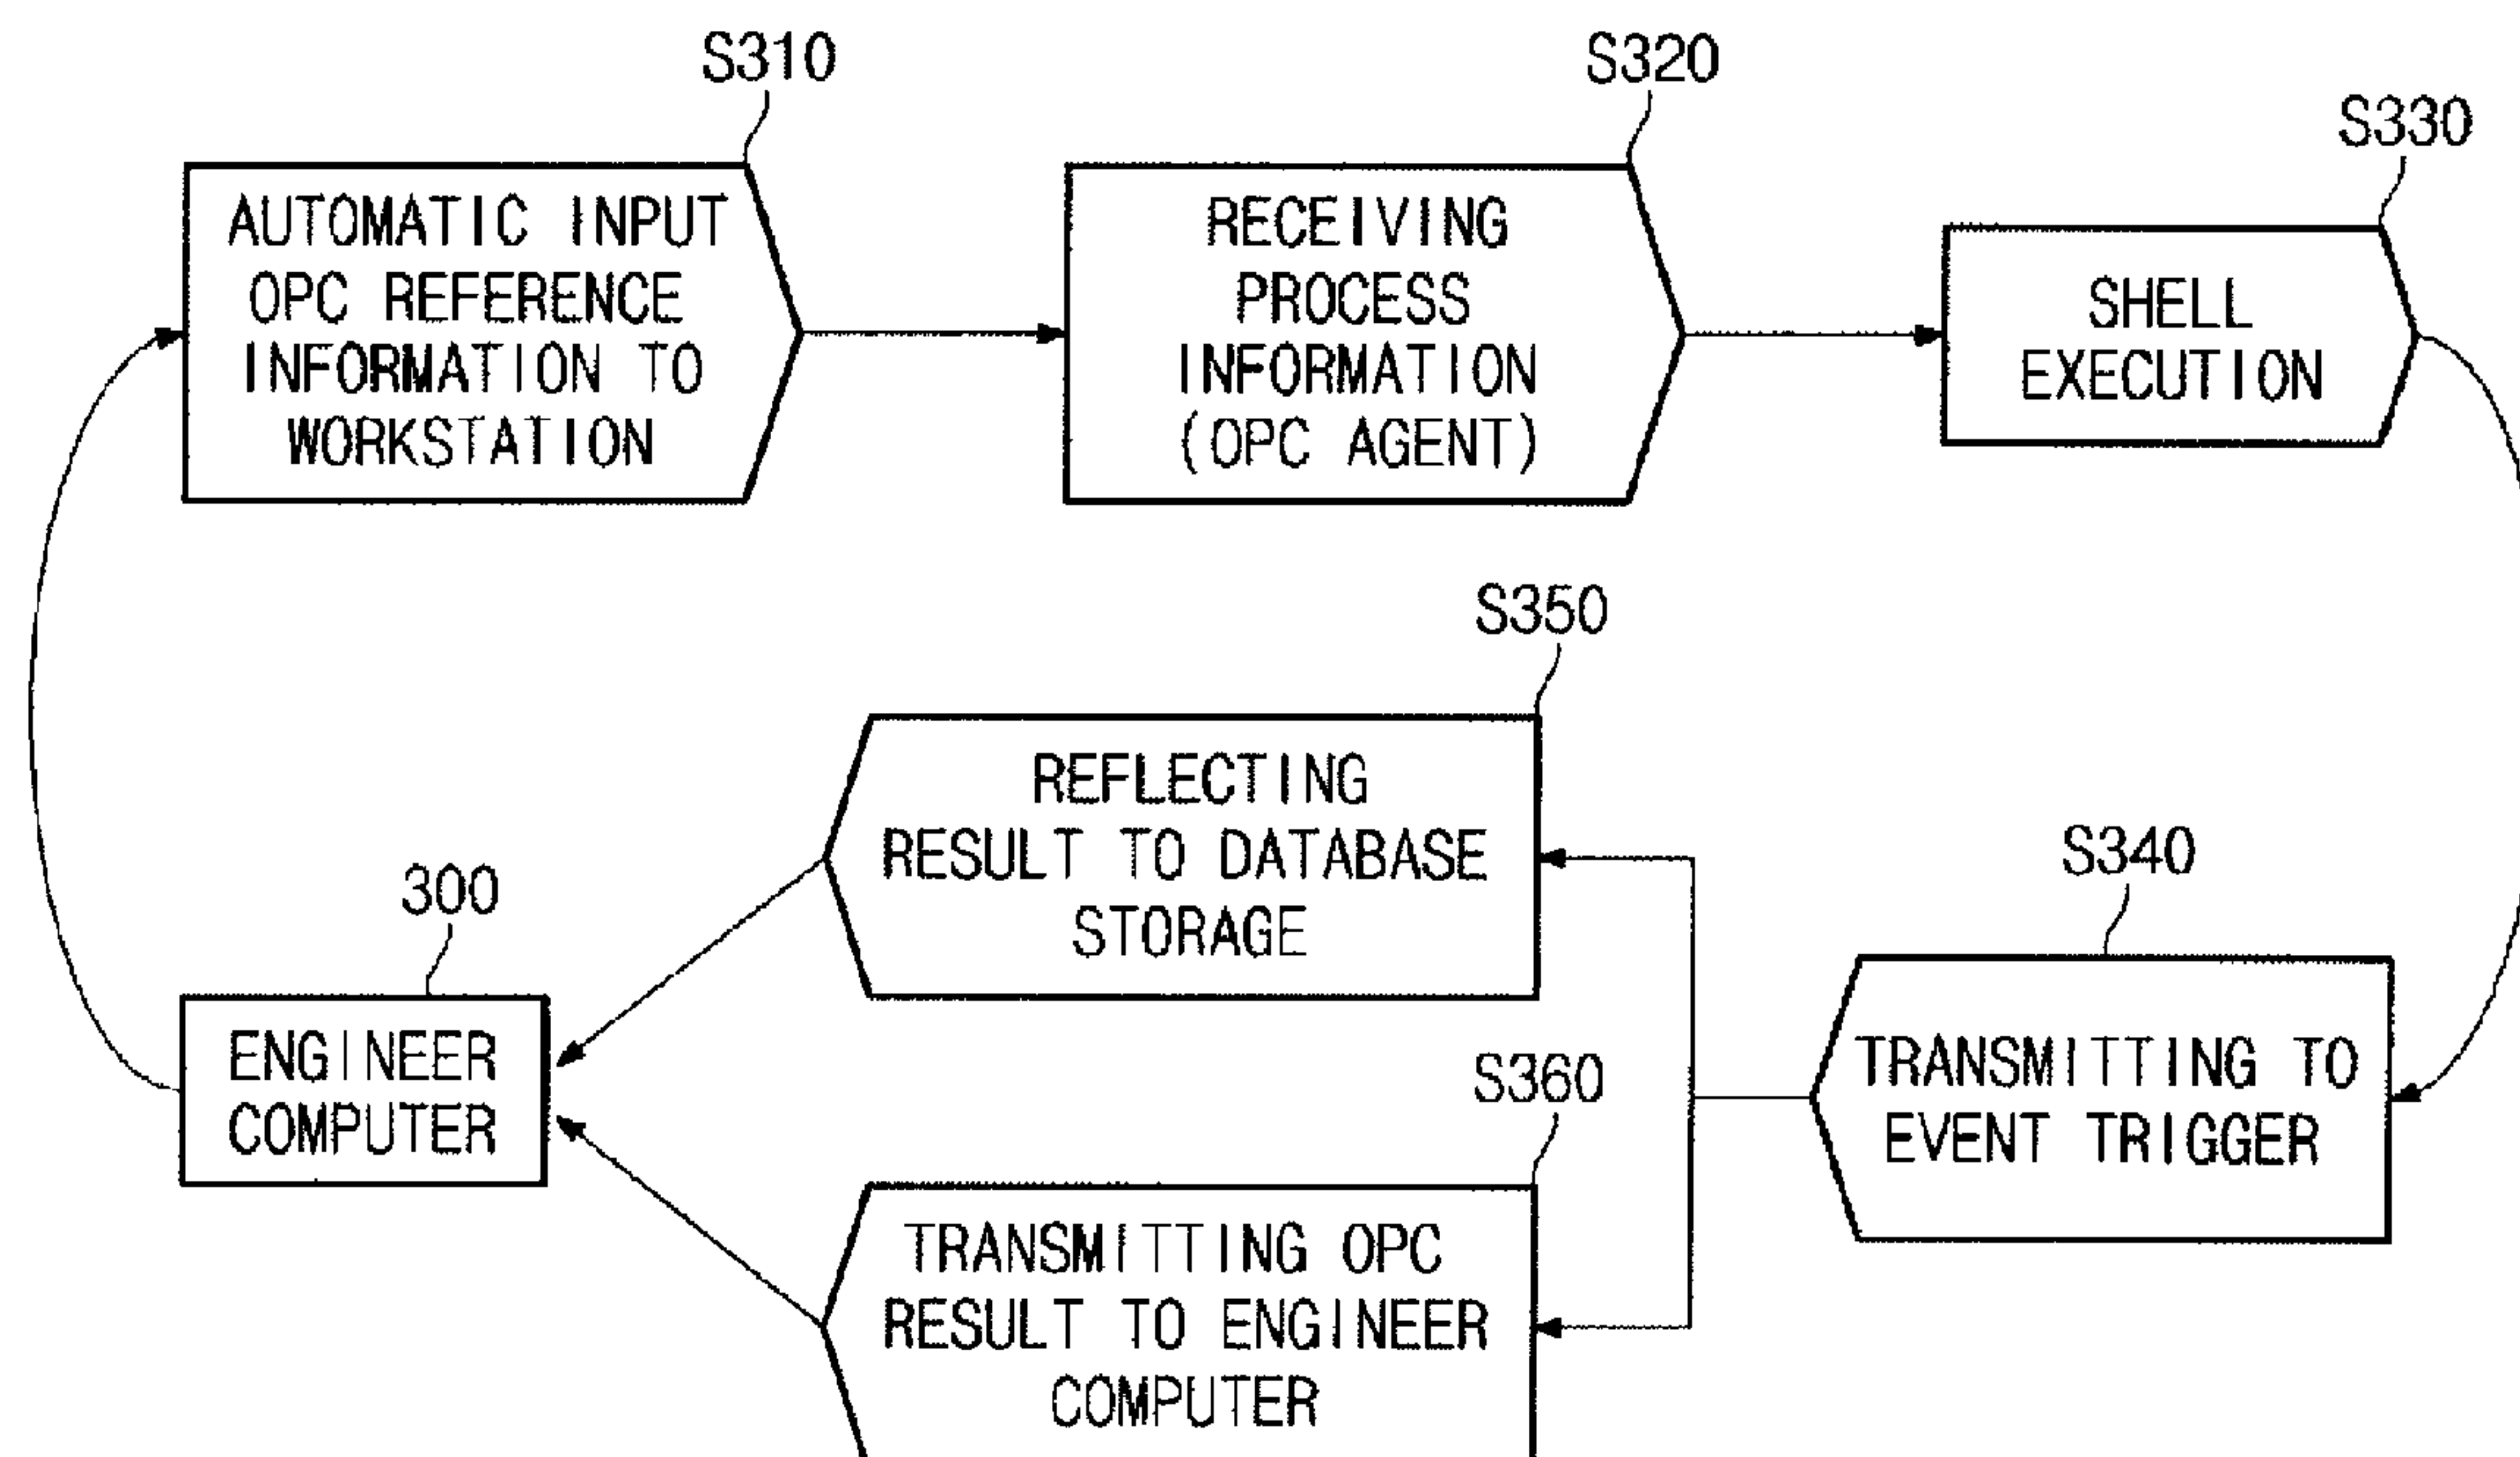 S310
AUTOMATIC INPUT
OPC REFERENCE
INFORMATION TO
WORKSTATION
S320
RECEIVING
PROCESS
INFORMATION
(OPC AGENT)
S330
SHELL
EXECUTION
S350
REFLECTING
RESULT TO DATABASE
STORAGE
S340
TRANSMITTING TO
EVENT TRIGGER
300
ENGINEER
COMPUTER
S360
TRANSMITTING OPC
RESULT TO ENGINEER
COMPUTER